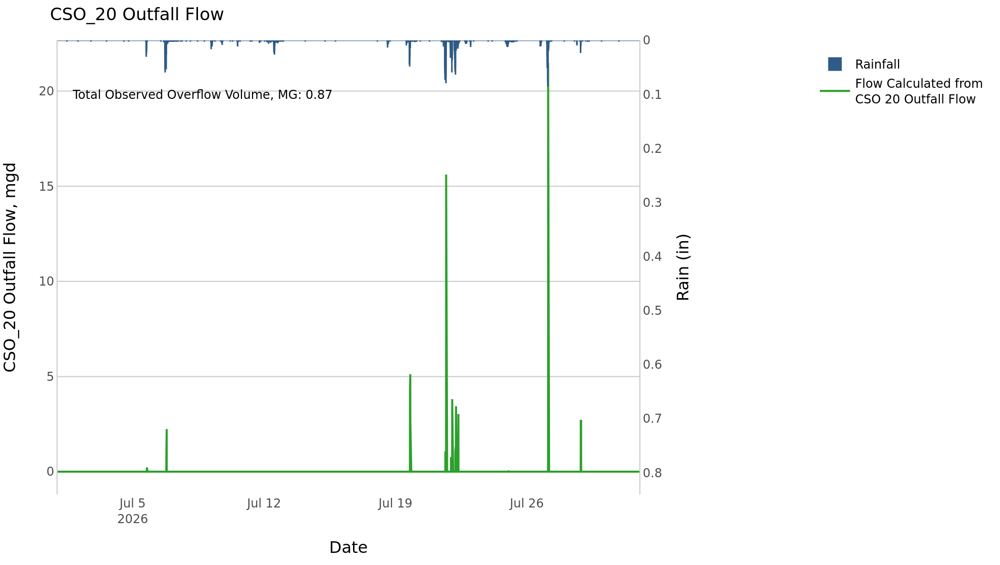 CSO_20 Outfall Flow
Total Observed Overflow Volume, MG: 0.87
20
15
10
5
0
CSO_20 Outfall Flow, mgd
0
0.1
0.2
0.3
0.4
0.5
0.6
0.7
0.8
Rain (in)
Jul 5
2026
Jul 12
Jul 19
Jul 26
Date
Rainfall
Flow Calculated from
CSO 20 Outfall Flow